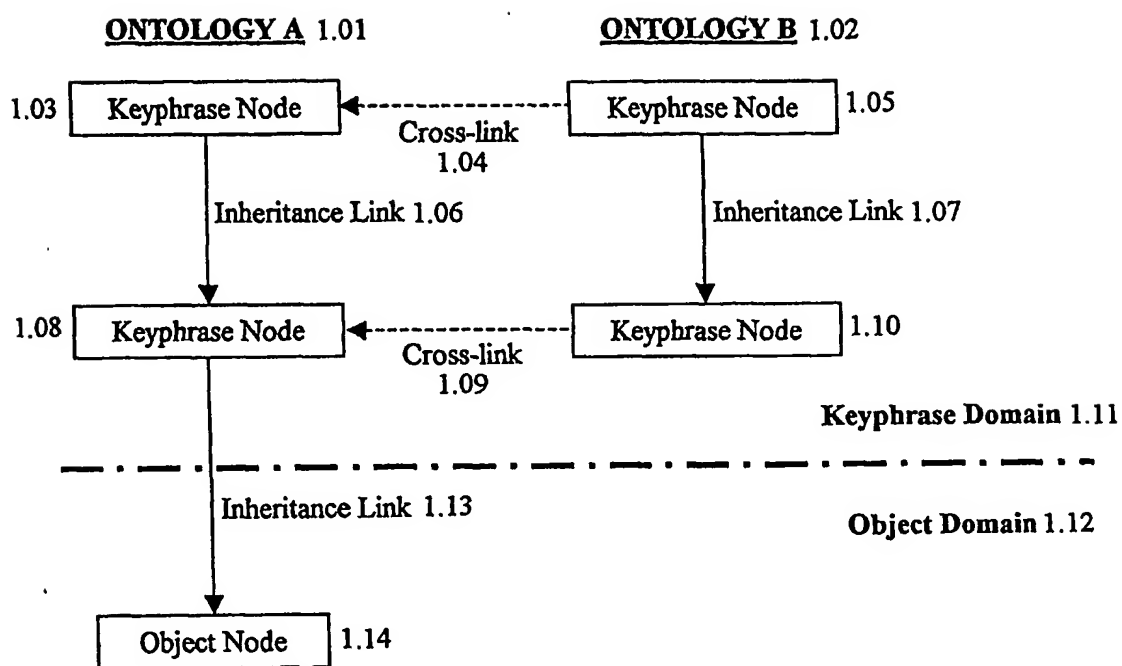 ONTOLOGY A 1.01
ONTOLOGY B 1.02
1.03
Keyphrase Node
Cross-link
1.04
Keyphrase Node
1.05
Inheritance Link 1.06
Inheritance Link 1.07
1.08
Keyphrase Node
Cross-link
1.09
Keyphrase Node
1.10
Keyphrase Domain 1.11
Inheritance Link 1.13
Object Domain 1.12
Object Node
1.14